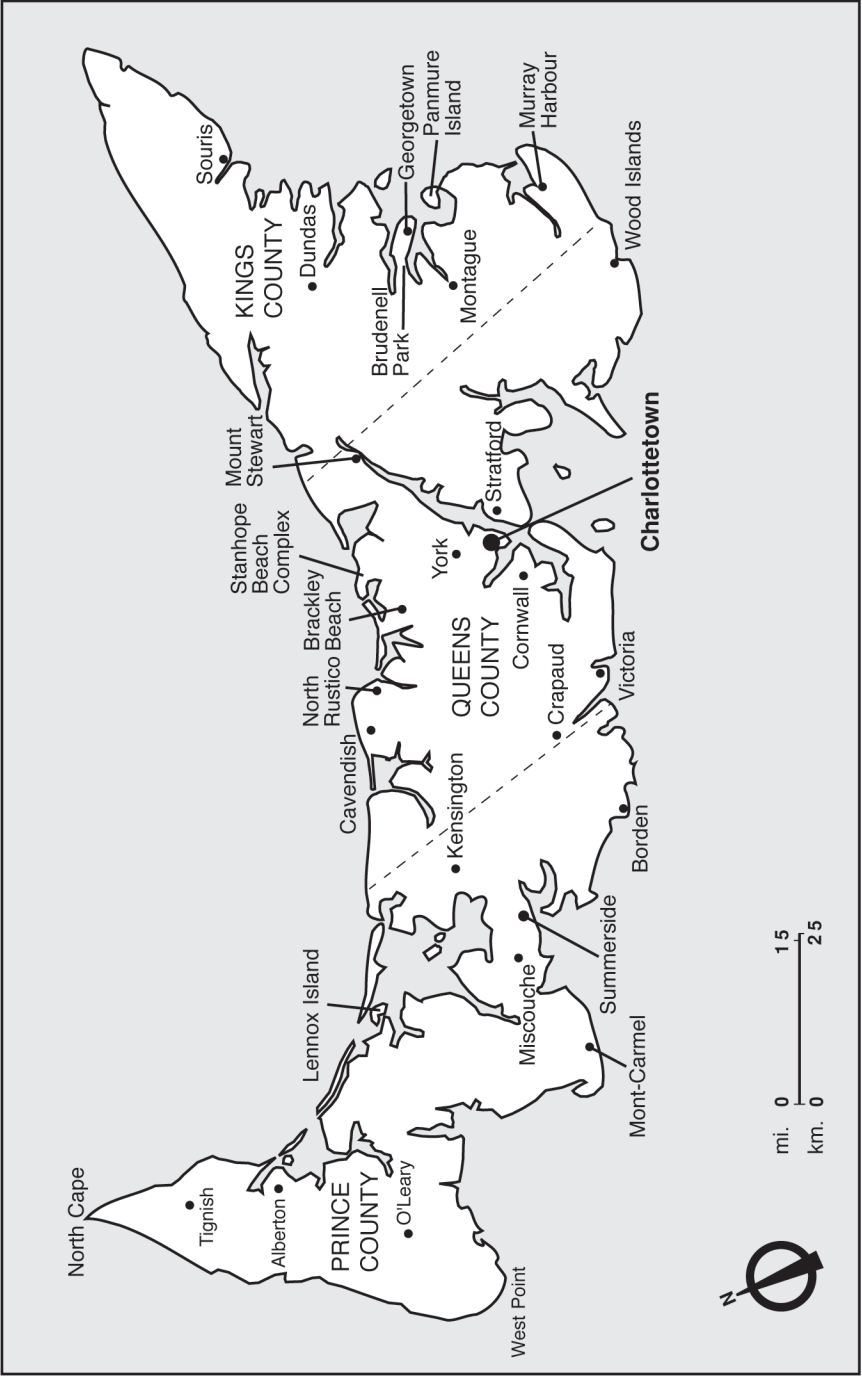 North Cape
Tignish
Alberton
PRINCE
COUNTY
O'Leary
West Point
Lennox Island
Mont-Carmel
Miscouche
Summerside
Kensington
Borden
Cavendish
North
Rustico
Brackley
Beach
Stanhope
Beach
Complex
QUEENS
COUNTY
Crapaud
Victoria
Cornwall
York
Charlottetown
Stratford
Mount
Stewart
KINGS
COUNTY
Dundas
Souris
Brudenell
Park
Georgetown
Panmure
Island
Montague
Murray
Harbour
Wood Islands
N
mi. 0 15
km. 0 25